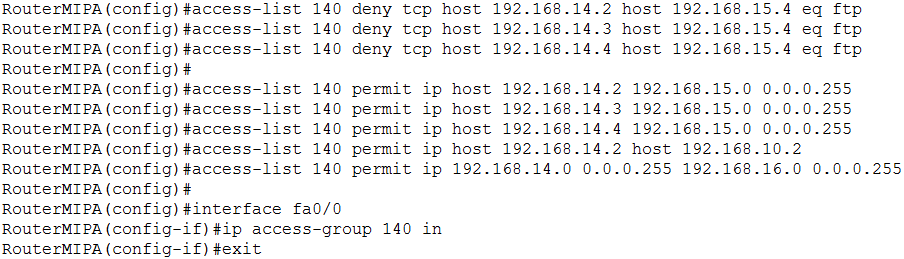 RouterMIPA(config)#access-list 140 deny tcp host 192.168.14.2 host 192.168.15.4 eq ftp
RouterMIPA(config)#access-list 140 deny tcp host 192.168.14.3 host 192.168.15.4 eq ftp
RouterMIPA(config)#access-list 140 deny tcp host 192.168.14.4 host 192.168.15.4 eq ftp
RouterMIPA(config)#
RouterMIPA(config)#access-list 140 permit ip host 192.168.14.2 192.168.15.0 0.0.0.255
RouterMIPA(config)#access-list 140 permit ip host 192.168.14.3 192.168.15.0 0.0.0.255
RouterMIPA(config)#access-list 140 permit ip host 192.168.14.4 192.168.15.0 0.0.0.255
RouterMIPA(config)#access-list 140 permit ip host 192.168.14.2 host 192.168.10.2
RouterMIPA(config)#access-list 140 permit ip 192.168.14.0 0.0.0.255 192.168.16.0 0.0.0.255
RouterMIPA(config)#
RouterMIPA(config)#interface fa0/0
RouterMIPA(config-if)#ip access-group 140 in
RouterMIPA(config-if)#exit